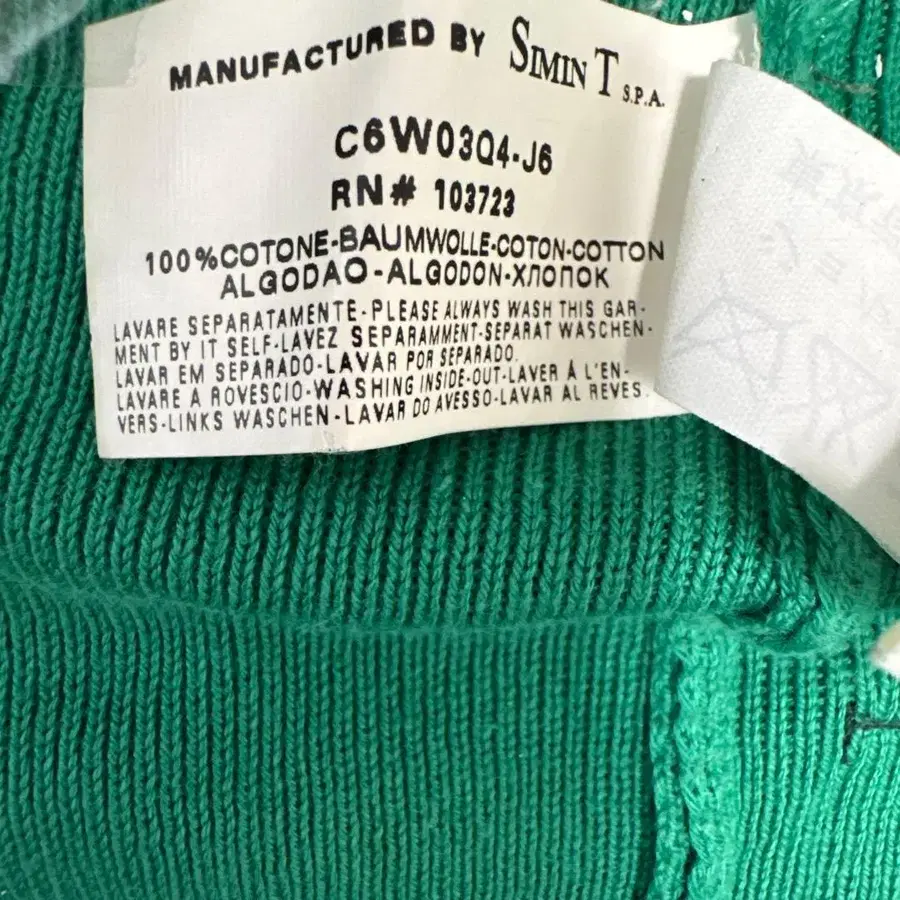 MANUFACTURED BY SIMINT S.P.A.
C6W03Q4-J6
RN# 103723
100%COTONE-BAUMWOLLE-COTON-COTTON
ALGODAO-ALGODON-ХЛОПОК
LAVARE SEPARATAMENTE-PLEASE ALWAYS WASH THIS GAR-
MENT BY IT SELF-LAVEZ SEPARAMMENT-SEPARAT WASCHEN-
LAVAR EM SEPARADO-LAVAR POR SEPARADO.
LAVARE A ROVESCIO-WASHING INSIDE-OUT-LAVER À L'EN-
VERS-LINKS WASCHEN-LAVAR DO AVESSO-LAVAR AL REVES.